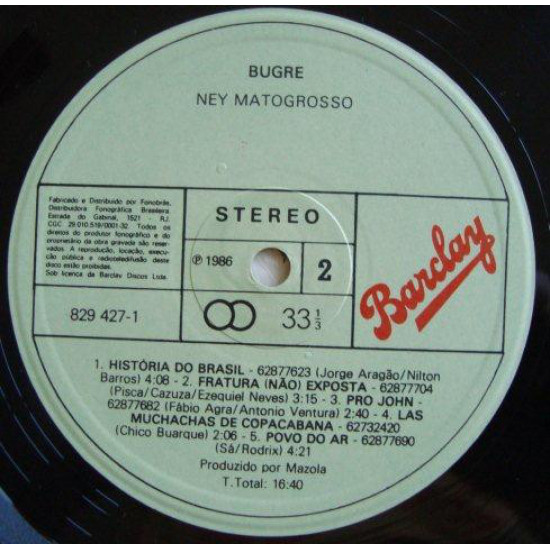 BUGRE
NEY MATOGROSSO
Fabricado e Distribuido por Fonobrás,
Distribuidora Fonográfica Brasileira
Estrada do Gabinal, 1521 - RJ.
CGC 29.010.519/0001-32. Todos os
direitos do produtor fonográfico e do
proprietário da obra gravada são reser-
vados. A reprodução, locação, execu-
ção pública e radioteledifusão deste
disco estão proibidas.
Sob licença da Barclay Discos Ltda.
STEREO
℗ 1986
2
829 427-1
33 1/3
Barclay
1. HISTÓRIA DO BRASIL - 62877623 (Jorge Aragão/Nilton
Barros) 4:08 - 2. FRATURA (NÃO) EXPOSTA - 62877704
(Pisca/Cazuza/Ezequiel Neves) 3:15 - 3. PRO JOHN -
62877682 (Fábio Agra/Antonio Ventura) 2:40 - 4. LAS
MUCHACHAS DE COPACABANA - 62732420
(Chico Buarque) 2:06 - 5. POVO DO AR - 62877690
(Sá/Rodrix) 4:21
Produzido por Mazola
T.Total: 16:40